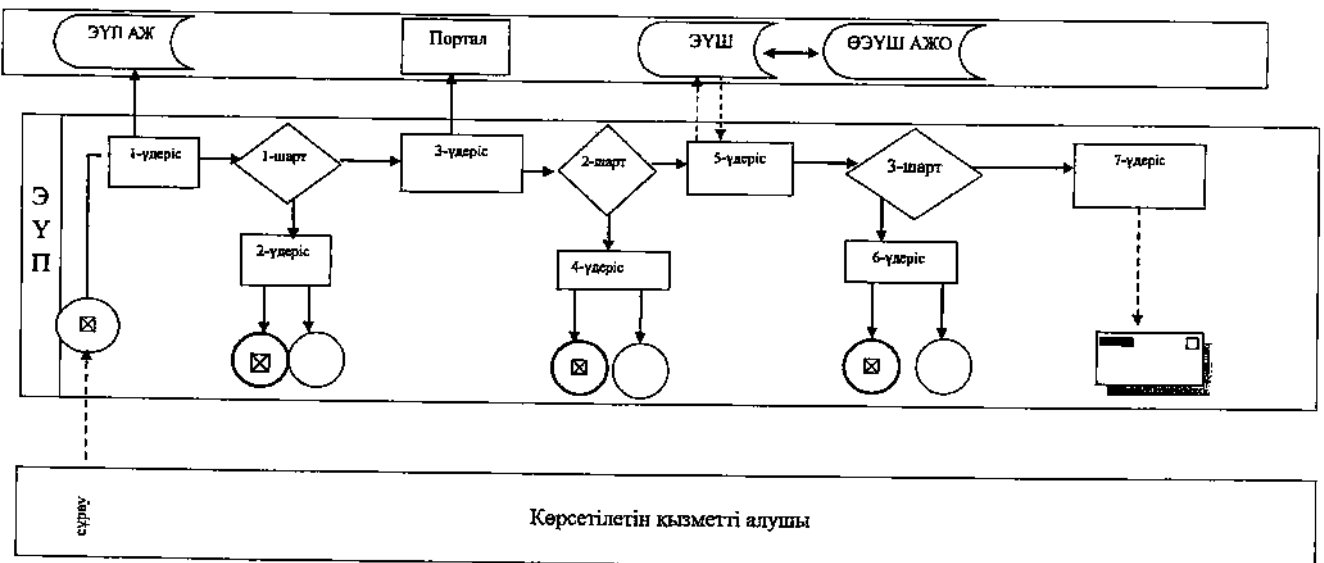 ЭҮП АЖ
Портал
ЭҮШ
ӨЭҮШ АЖО
1-үдеріс
1-шарт
3-үдеріс
2-шарт
5-үдеріс
3-шарт
7-үдеріс
Э
Ү
П
2-үдеріс
4-үдеріс
6-үдеріс
сұрау
Көрсетілетін қызметті алушы